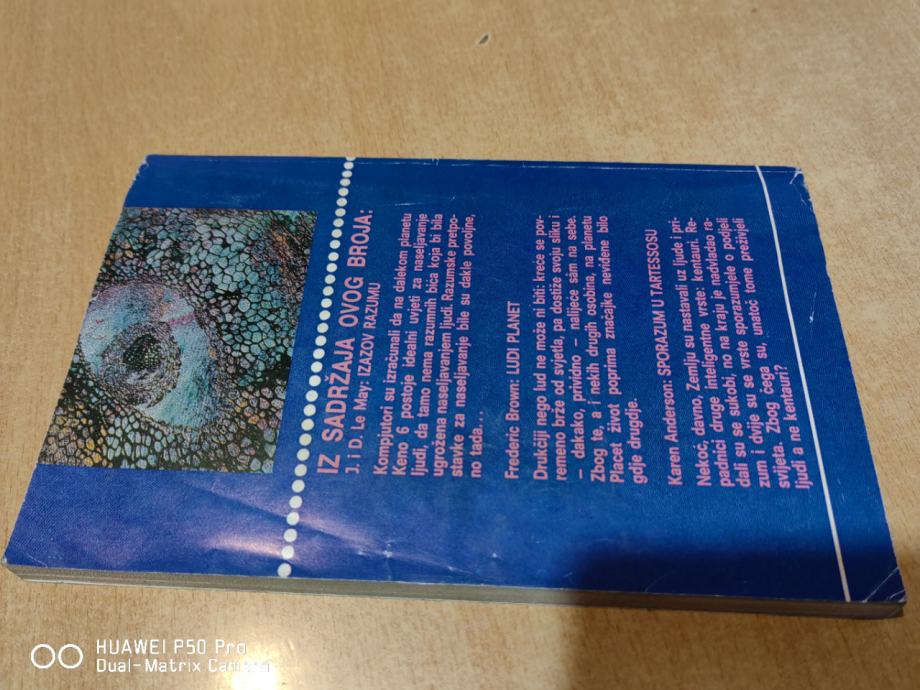 IZ SADRŽAJA OVOG BROJA:
J. i D. Le May: IZAZOV RAZUMU
Kompjutori su izračunali da na dalekom planetu
Keno 6 postoje idealni uvjeti za naseljavanje
ljudi, da tamo nema razumnih bića koja bi bila
ugrožena naseljavanjem ljudi. Razumske pretpo-
stavke za naseljavanje bile su dakle povoljne,
no tada...
Frederic Brown: LUDI PLANET
Drukčiji nego lud ne može ni biti: kreće se pov-
remeno brže od svjetla, pa dostiže svoju sliku i
– dakako, prividno – nalijeće sâm na sebe.
Zbog te, a i nekih drugih osobina, na planetu
Placet život poprima značajke neviđene bilo
gdje drugdje.
Karen Anderson: SPORAZUM U TARTESSOSU
Nekoć, davno, Zemlju su nastavali uz ljude i pri-
padnici druge inteligentne vrste: kentauri. Re-
dali su se sukobi, no na kraju je nadvladao ra-
zum i dvije su se vrste sporazumjele o podjeli
svijeta. Zbog čega su, unatoč tome preživjeli
ljudi a ne kentauri?
HUAWEI P50 Pro
Dual-Matrix Camera